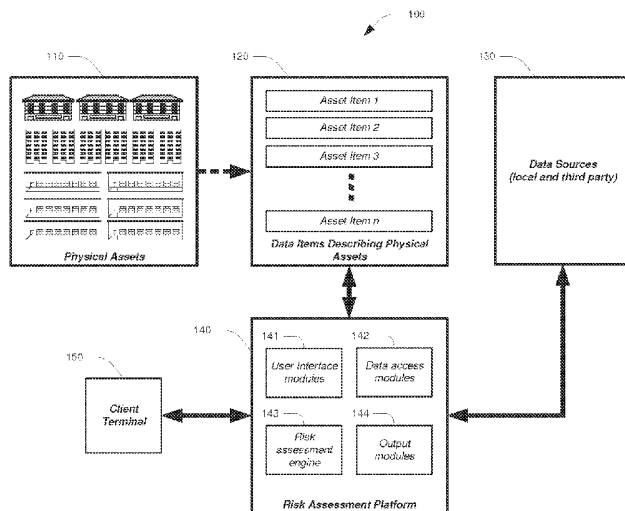 100
110
120
130
Asset Item 1
Asset Item 2
Asset Item 3
Asset Item n
Physical Assets
Data Items Describing Physical
Assets
Data Sources
(local and third party)
140
141
142
User Interface
modules
Data access
modules
150
Client
Terminal
143
144
Risk
assessment
engine
Output
modules
Risk Assessment Platform